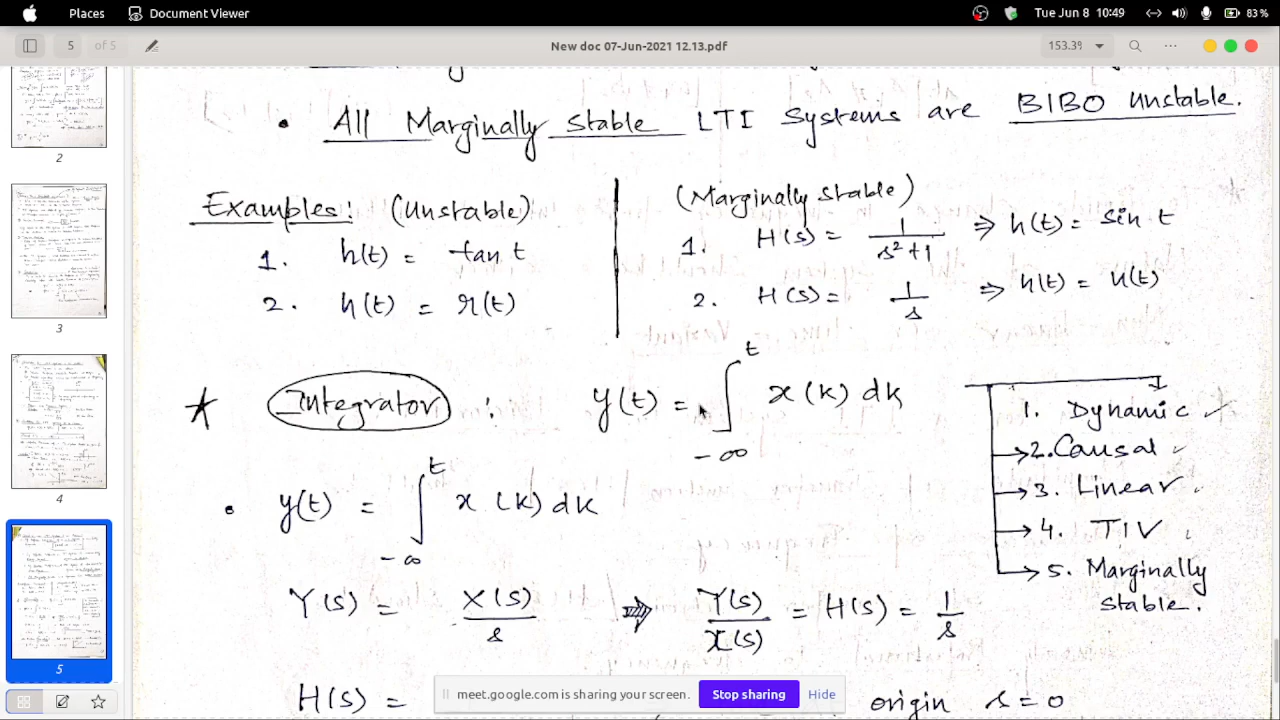 Places Document Viewer Tue Jun 8 10:49 83 %
5 of 5 New doc 07-Jun-2021 12.13.pdf 153.39
• All Marginally stable LTI Systems are BIBO Unstable.
Examples: (Unstable)
1. h(t) = tan t
2. h(t) = r(t)
(Marginally stable)
1. H(s) = 1/(s²+1) ⇒ h(t) = sin t
2. H(s) = 1/s ⇒ h(t) = u(t)
★ Integrator : y(t) = ∫_{-∞}^{t} x(k) dk
1. Dynamic ✓
→ 2. Causal ✓
→ 3. Linear
→ 4. TIV
→ 5. Marginally
stable.
• y(t) = ∫_{-∞}^{t} x(k) dk
Y(s) = X(s)/s ⇒ Y(s)/X(s) = H(s) = 1/s
H(s) = origin s = 0
meet.google.com is sharing your screen. Stop sharing Hide
2
3
4
5